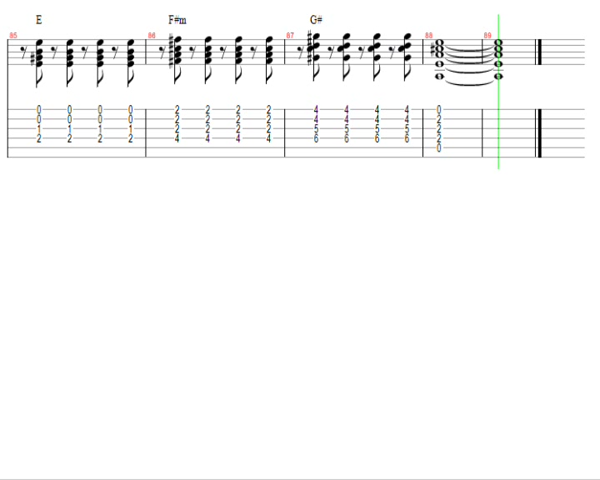 E F#m G#
85 86 87 88 89
0 0 0 0 2 2 2 2 4 4 4 4 0
0 0 0 0 2 2 2 2 4 4 4 4 2
1 1 1 1 2 2 2 2 5 5 5 5 2
2 2 2 2 4 4 4 4 6 6 6 6 2
0